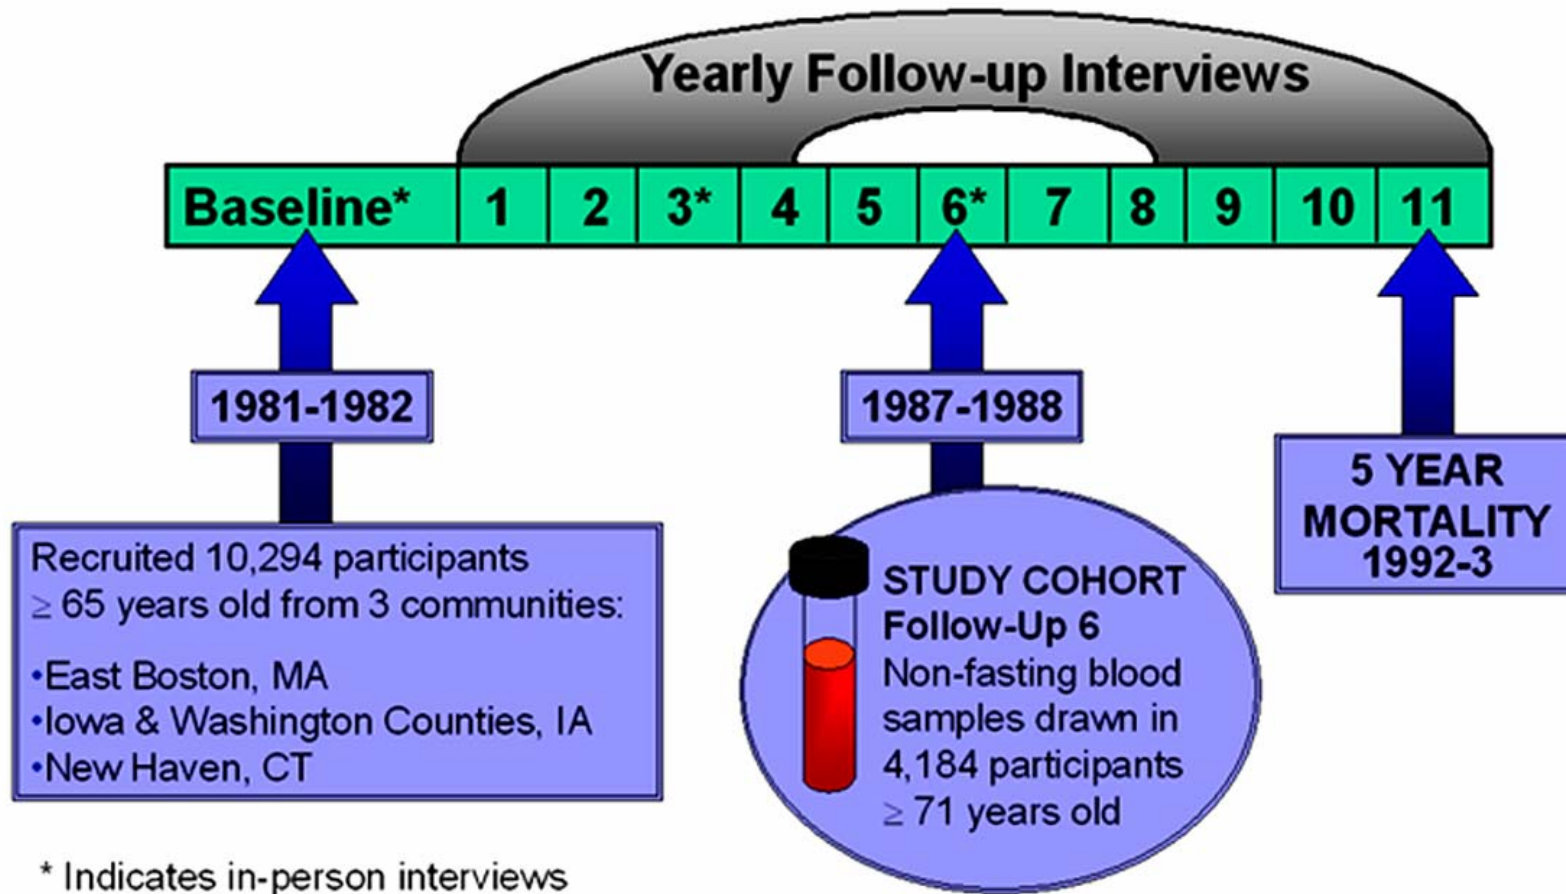 Yearly Follow-up Interviews
Baseline* 1 2 3* 4 5 6* 7 8 9 10 11
1981-1982
1987-1988
5 YEAR
MORTALITY
1992-3
Recruited 10,294 participants
≥ 65 years old from 3 communities:
•East Boston, MA
•Iowa & Washington Counties, IA
•New Haven, CT
STUDY COHORT
Follow-Up 6
Non-fasting blood
samples drawn in
4,184 participants
≥ 71 years old
* Indicates in-person interviews